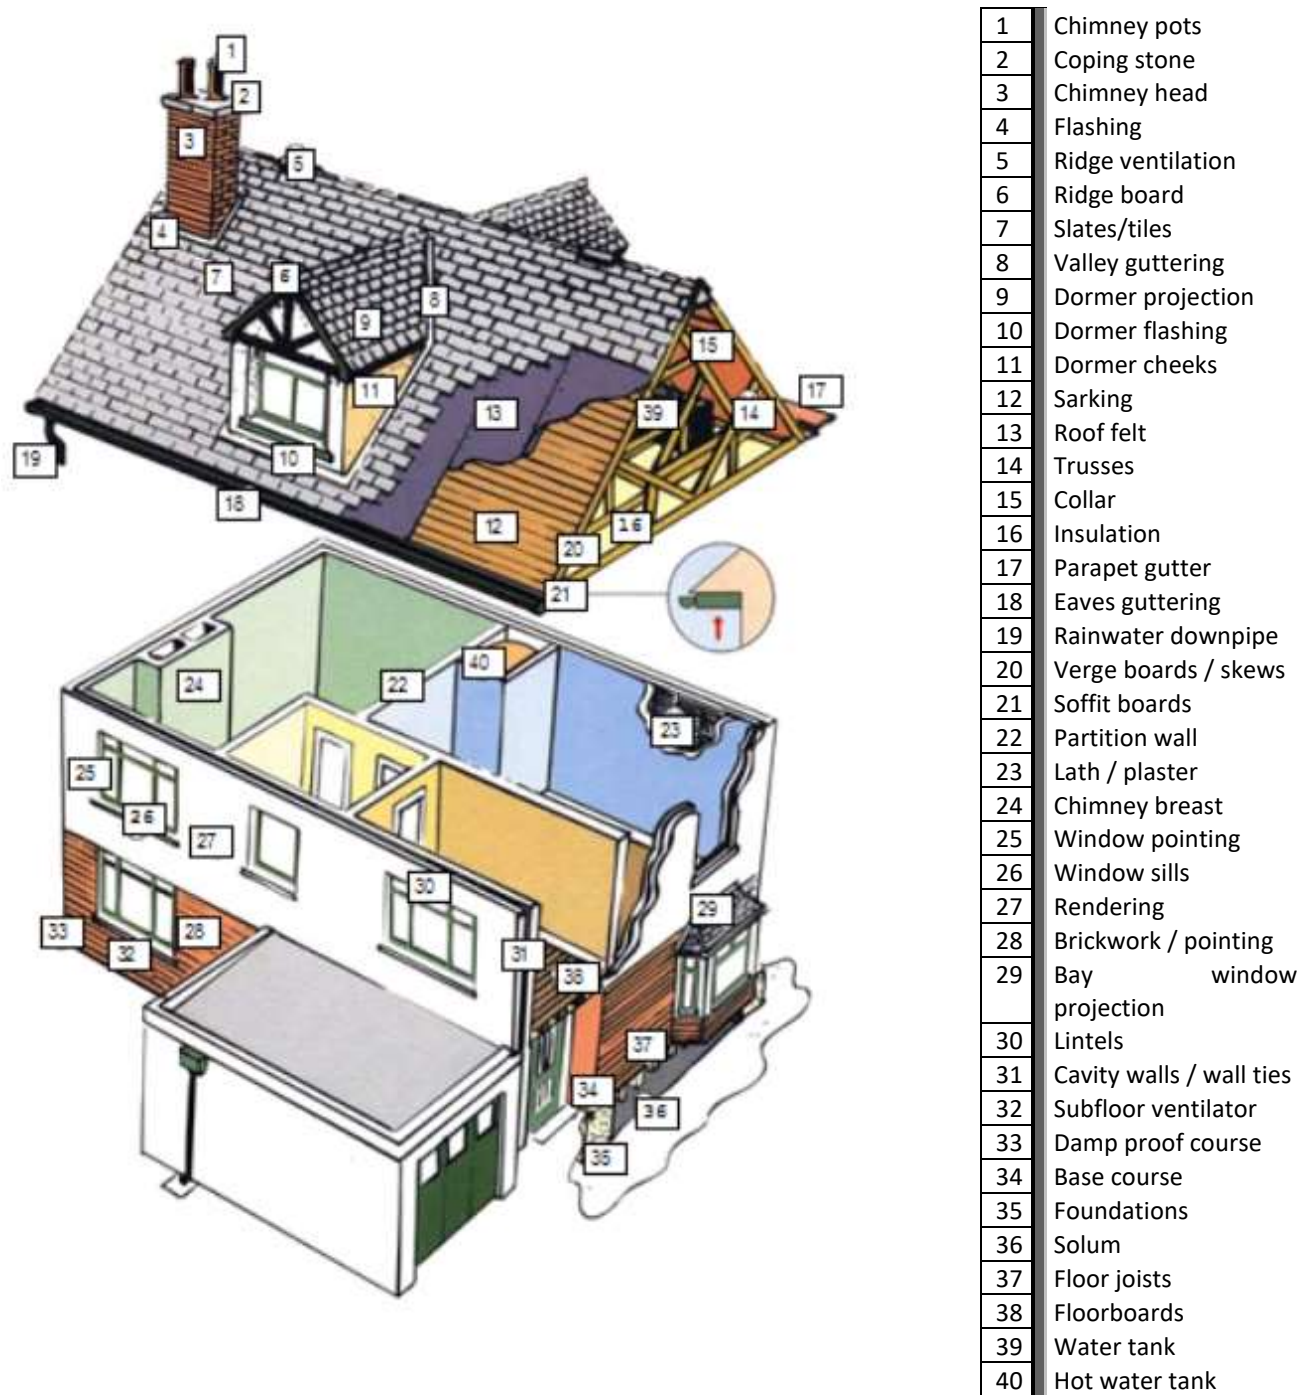 1 Chimney pots
2 Coping stone
3 Chimney head
4 Flashing
5 Ridge ventilation
6 Ridge board
7 Slates/tiles
8 Valley guttering
9 Dormer projection
10 Dormer flashing
11 Dormer cheeks
12 Sarking
13 Roof felt
14 Trusses
15 Collar
16 Insulation
17 Parapet gutter
18 Eaves guttering
19 Rainwater downpipe
20 Verge boards / skews
21 Soffit boards
22 Partition wall
23 Lath / plaster
24 Chimney breast
25 Window pointing
26 Window sills
27 Rendering
28 Brickwork / pointing
29 Bay window
projection
30 Lintels
31 Cavity walls / wall ties
32 Subfloor ventilator
33 Damp proof course
34 Base course
35 Foundations
36 Solum
37 Floor joists
38 Floorboards
39 Water tank
40 Hot water tank
1
2
3
5
4
7
6
8
9
15
11
17
13
39
14
10
19
18
12
16
20
21
40
24
22
23
25
26
27
30
29
33
28
32
31
38
37
34
36
35